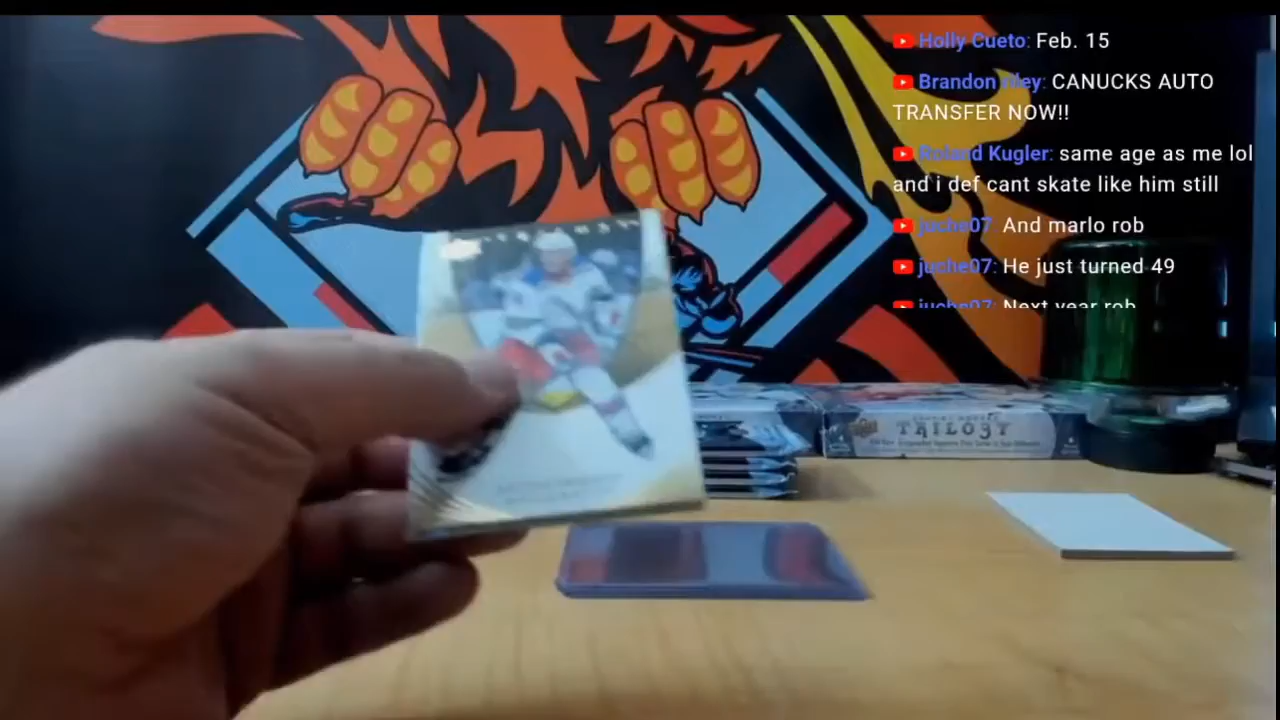 Holly Cueto: Feb. 15
Brandon riley: CANUCKS AUTO
TRANSFER NOW!!
Roland Kugler: same age as me lol
and i def cant skate like him still
juche07: And marlo rob
juche07: He just turned 49
juche07: Next year rob
TRILOGY